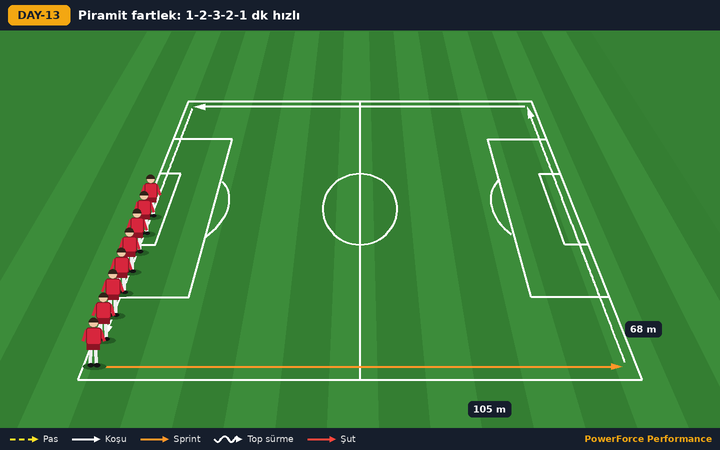 DAY-13
Piramit fartlek: 1-2-3-2-1 dk hızlı
68 m
105 m
Pas
Koşu
Sprint
Top sürme
Şut
PowerForce Performance